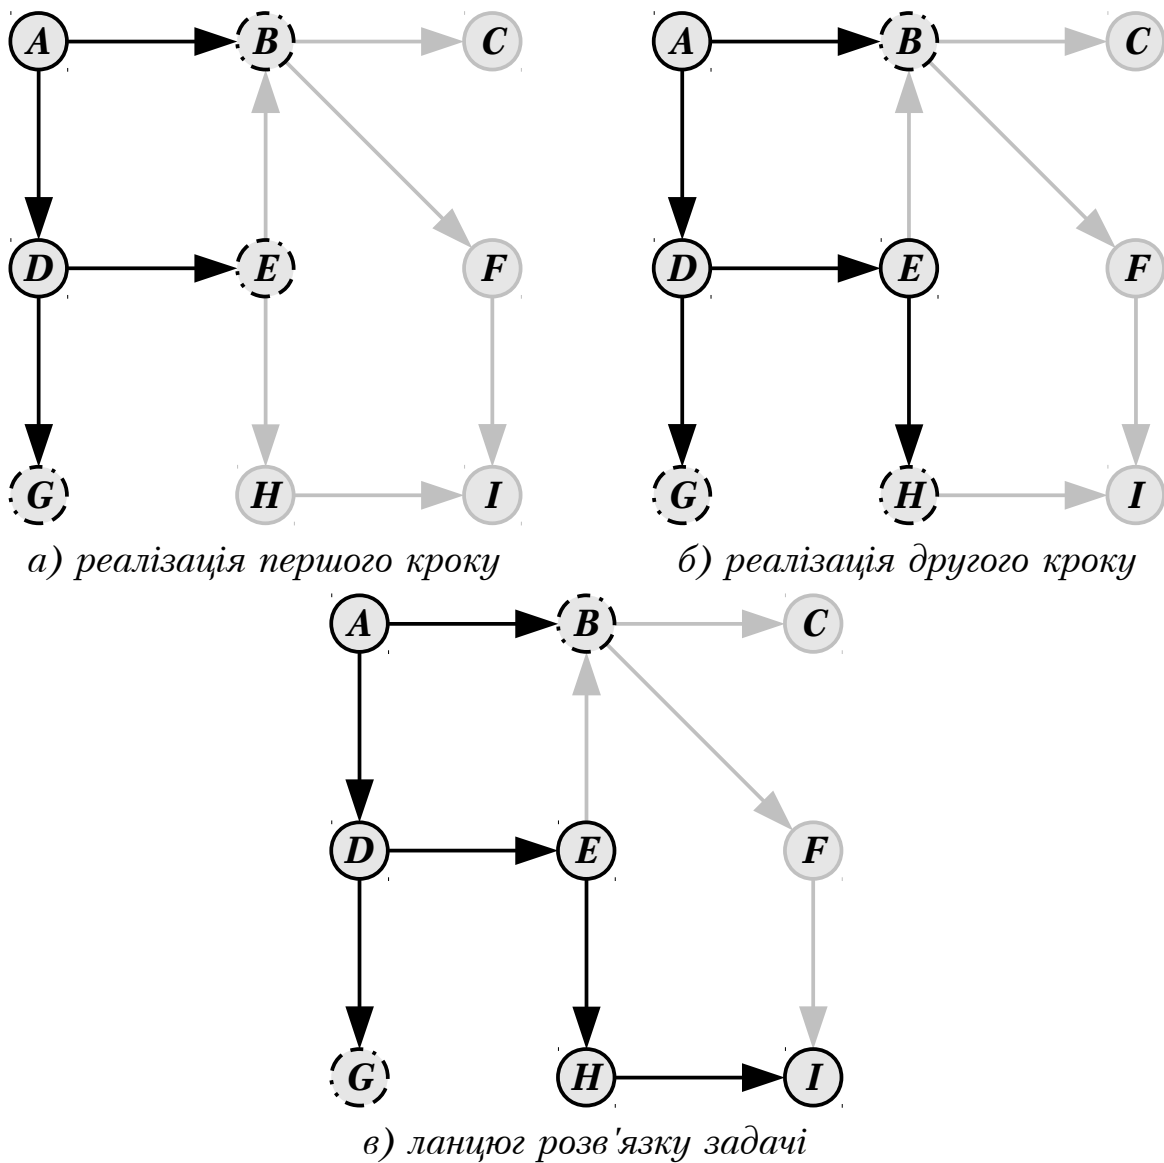 A B C A B C
D E F D E F
G H I G H I
а) реалізація першого кроку б) реалізація другого кроку
A B C
D E F
G H I
в) ланцюг розв'язку задачі